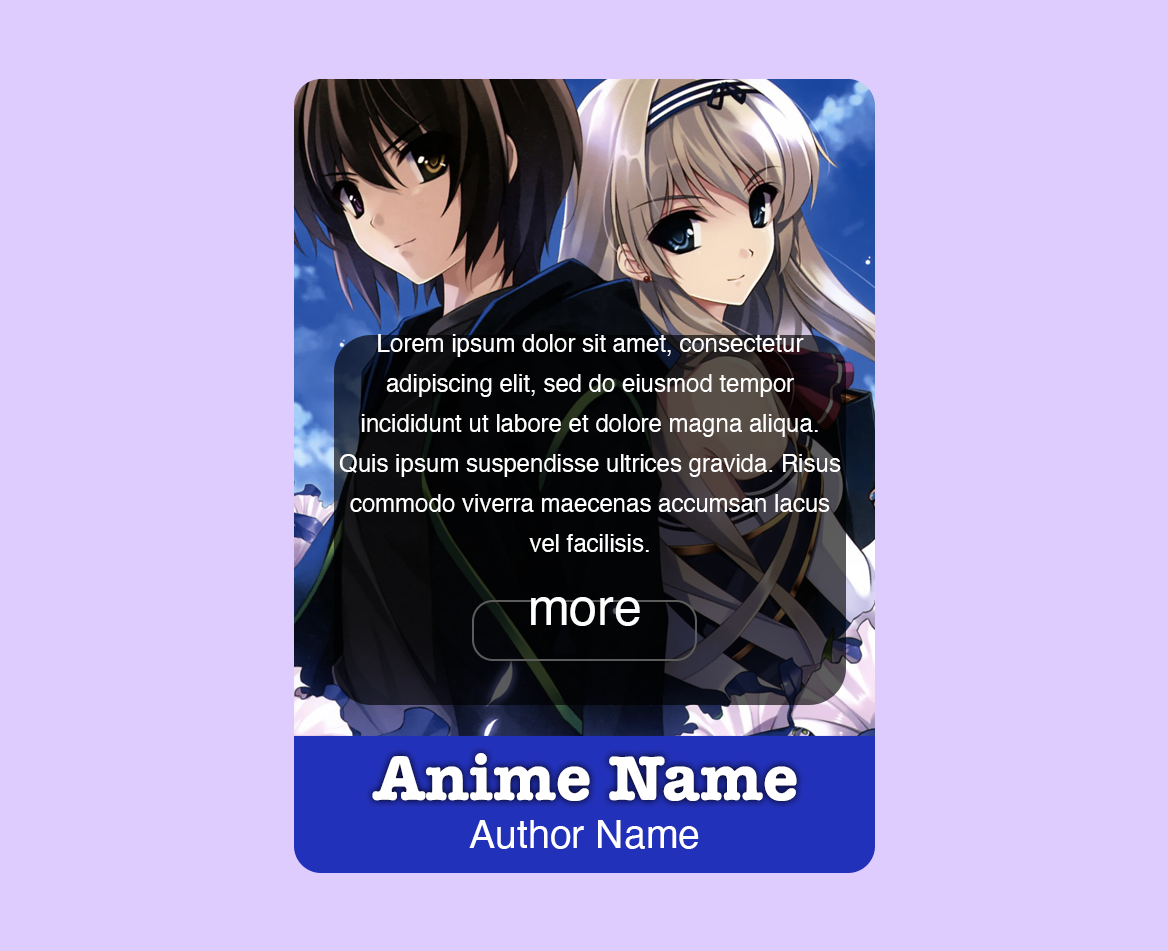 Lorem ipsum dolor sit amet, consectetur
adipiscing elit, sed do eiusmod tempor
incididunt ut labore et dolore magna aliqua.
Quis ipsum suspendisse ultrices gravida. Risus
commodo viverra maecenas accumsan lacus
vel facilisis.
more
Anime Name
Author Name